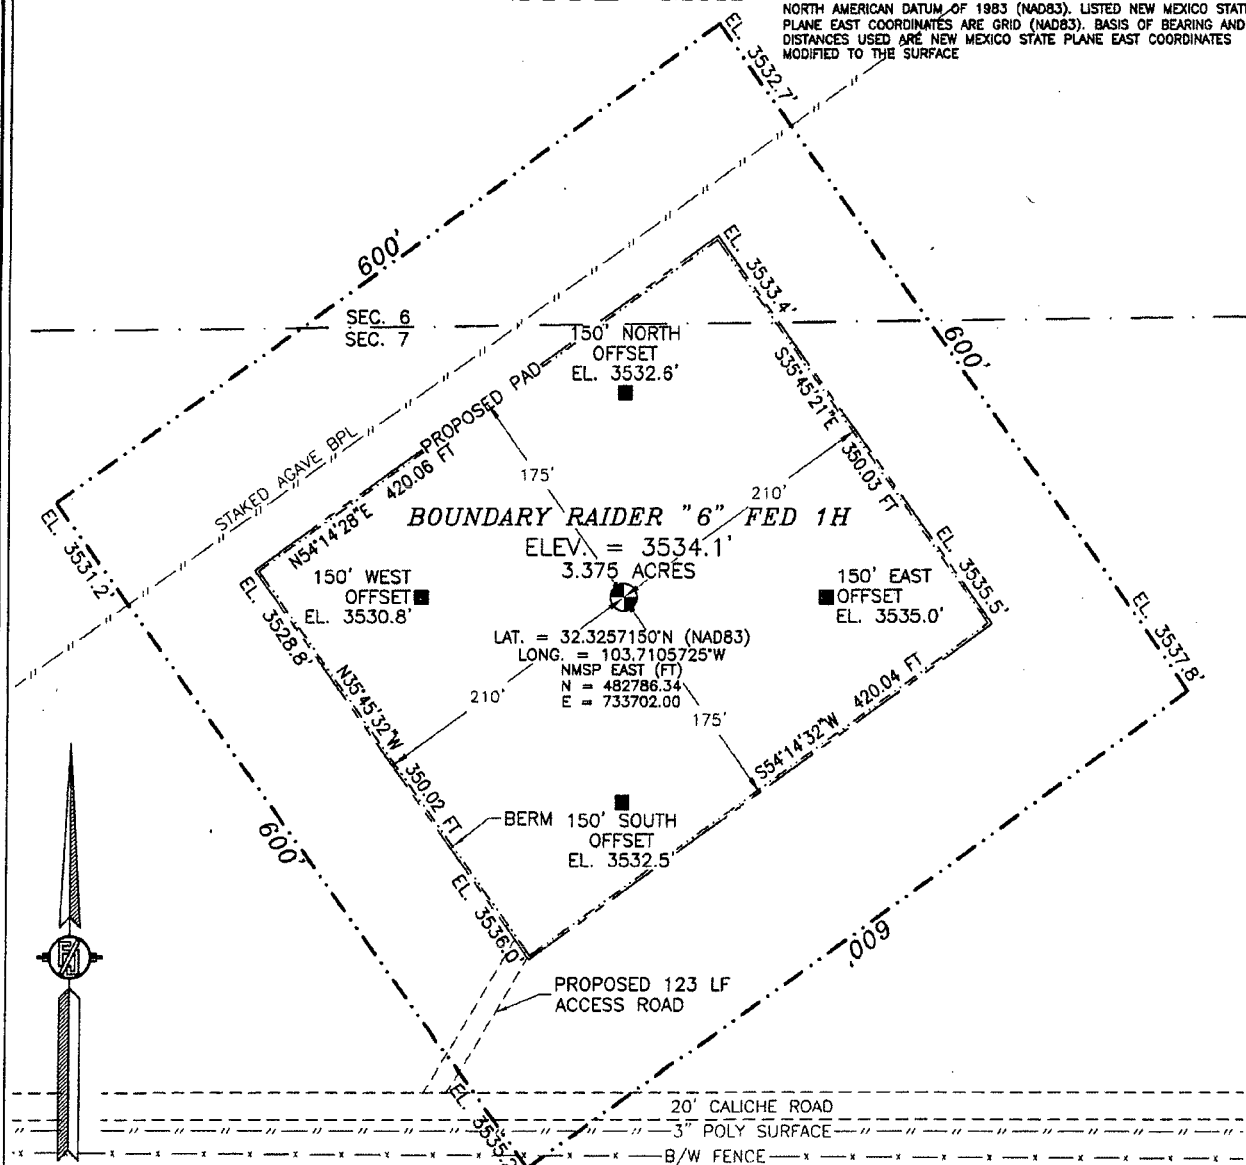 NORTH AMERICAN DATUM OF 1983 (NAD83). LISTED NEW MEXICO STATE
PLANE EAST COORDINATES ARE GRID (NAD83). BASIS OF BEARING AND
DISTANCES USED ARE NEW MEXICO STATE PLANE EAST COORDINATES
MODIFIED TO THE SURFACE
EL. 3532.7'
600'
EL. 3533.4'
SEC. 6
SEC. 7
150' NORTH
OFFSET
EL. 3532.6'
600'
S35°45'21"E 350.03 FT
PROPOSED PAD
STAKED AGAVE BPL
N54°14'28"E 420.06 FT
175'
210'
EL. 3531.2'
BOUNDARY RAIDER "6" FED 1H
ELEV. = 3534.1'
3.375 ACRES
EL. 3535.5'
150' WEST
OFFSET
EL. 3530.8'
150' EAST
OFFSET
EL. 3535.0'
EL. 3528.8'
EL. 3537.8'
LAT. = 32.3257150°N (NAD83)
LONG. = 103.7105725°W
NMSP EAST (FT)
N = 482786.34
E = 733702.00
210'
175'
N35°45'32"W 350.02 FT
S54°14'32"W 420.04 FT
BERM
150' SOUTH
OFFSET
EL. 3532.5'
600'
EL. 3536.0'
600'
PROPOSED 123 LF
ACCESS ROAD
20' CALICHE ROAD
3" POLY SURFACE
B/W FENCE